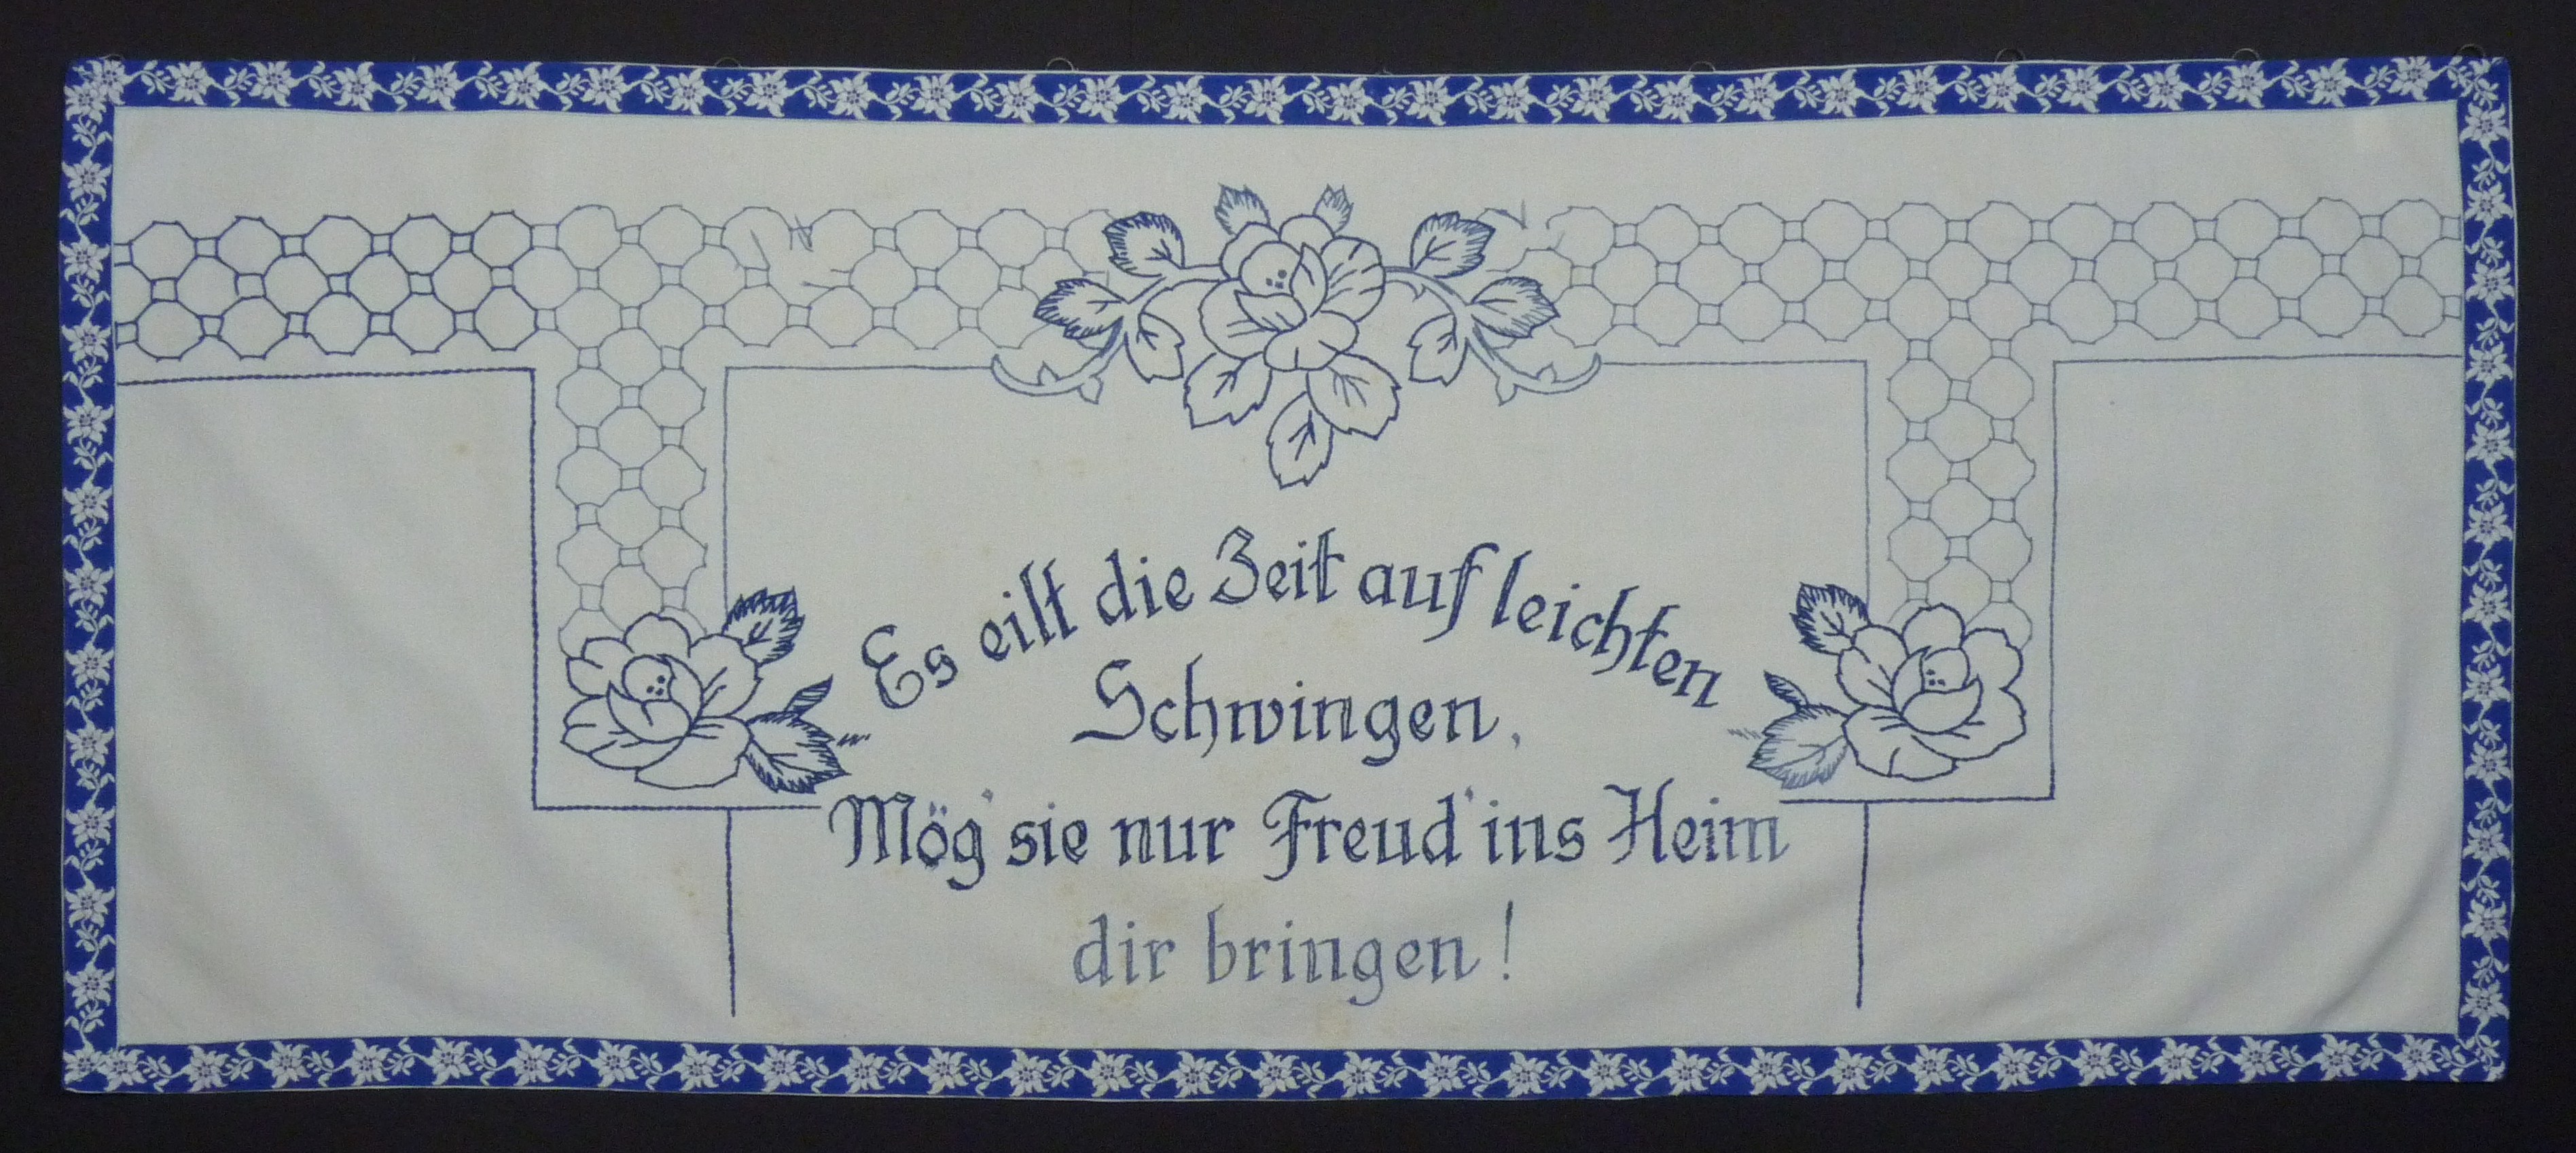 Es eilt die Zeit auf leichten
Schwingen,
Mög' sie nur Freud' ins Heim
dir bringen!